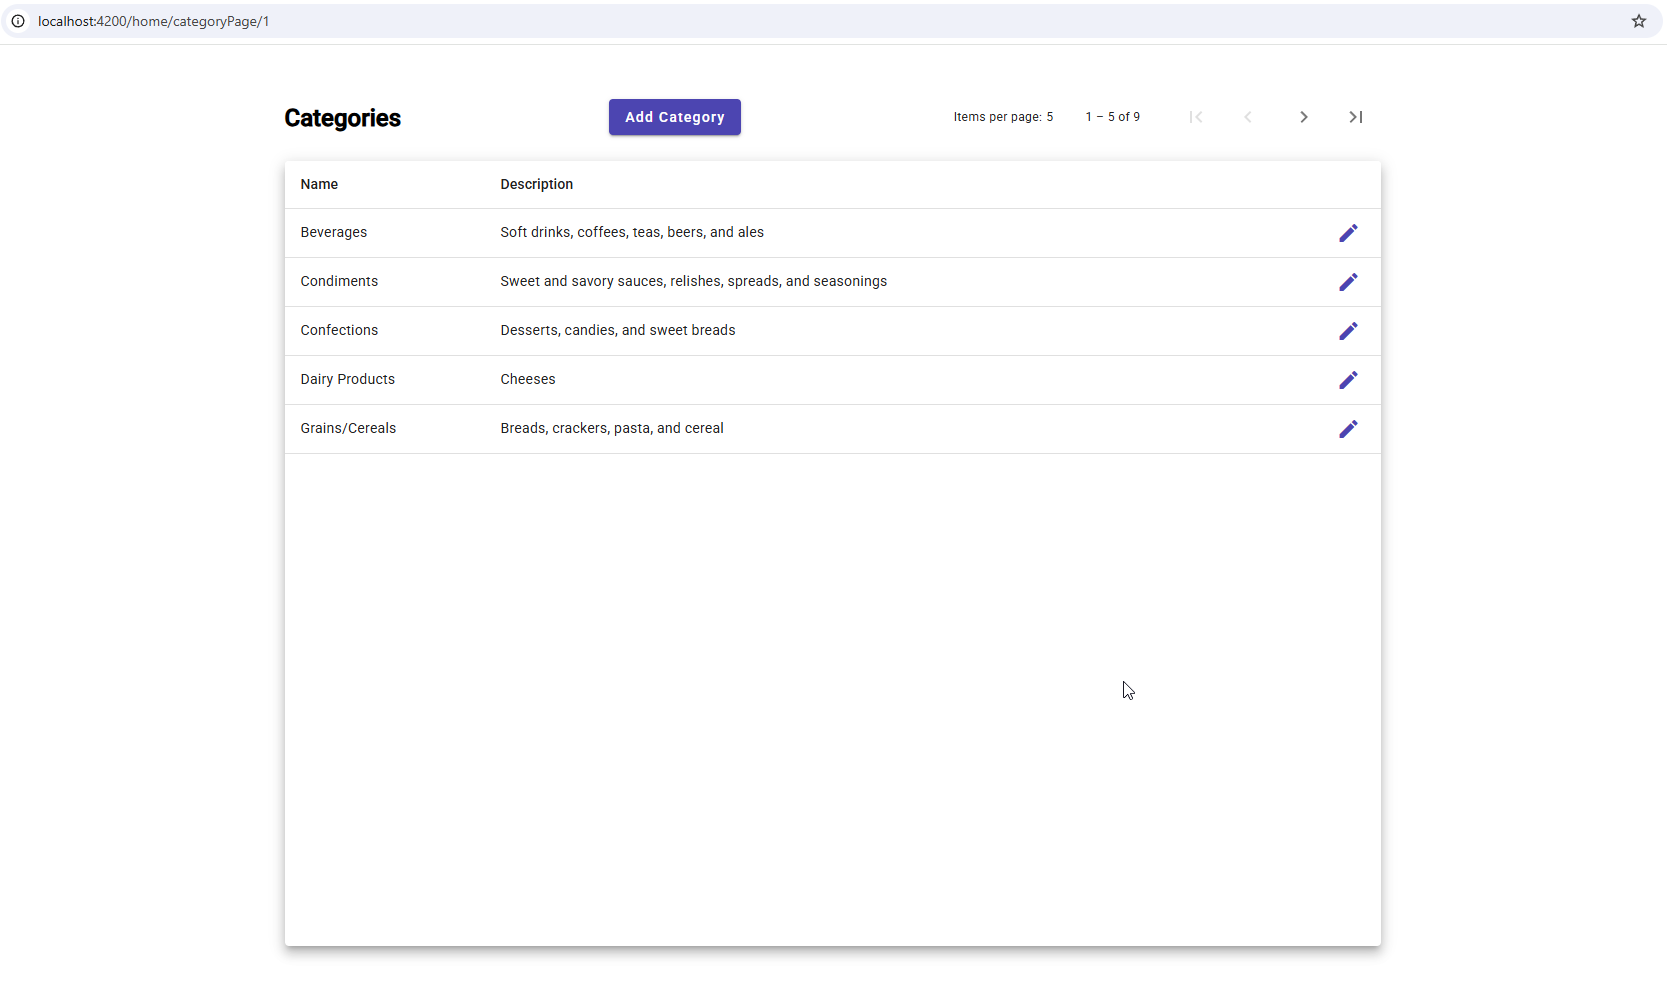 localhost:4200/home/categoryPage/1
Categories
Add Category
Items per page: 5 1 – 5 of 9
Name Description
Beverages Soft drinks, coffees, teas, beers, and ales
Condiments Sweet and savory sauces, relishes, spreads, and seasonings
Confections Desserts, candies, and sweet breads
Dairy Products Cheeses
Grains/Cereals Breads, crackers, pasta, and cereal